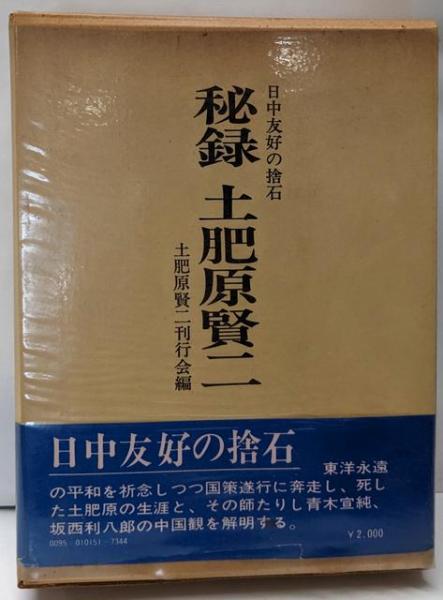 日中友好の捨石
秘録 土肥原賢二
土肥原賢二刊行会編
日中友好の捨石
東洋永遠
の平和を祈念しつつ国策遂行に奔走し、死し
た土肥原の生涯と、その師たりし青木宣純、
坂西利八郎の中国観を解明する。
0095-010151-7344
￥2.000